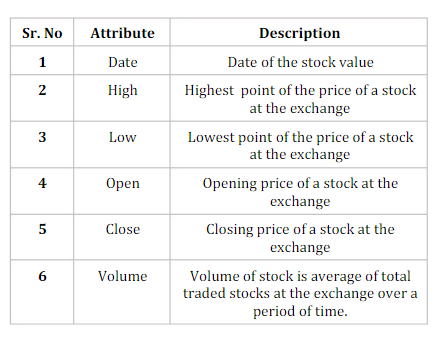 Sr. No Attribute Description
1 Date Date of the stock value
2 High Highest point of the price of a stock
at the exchange
3 Low Lowest point of the price of a stock
at the exchange
4 Open Opening price of a stock at the
exchange
5 Close Closing price of a stock at the
exchange
6 Volume Volume of stock is average of total
traded stocks at the exchange over a
period of time.